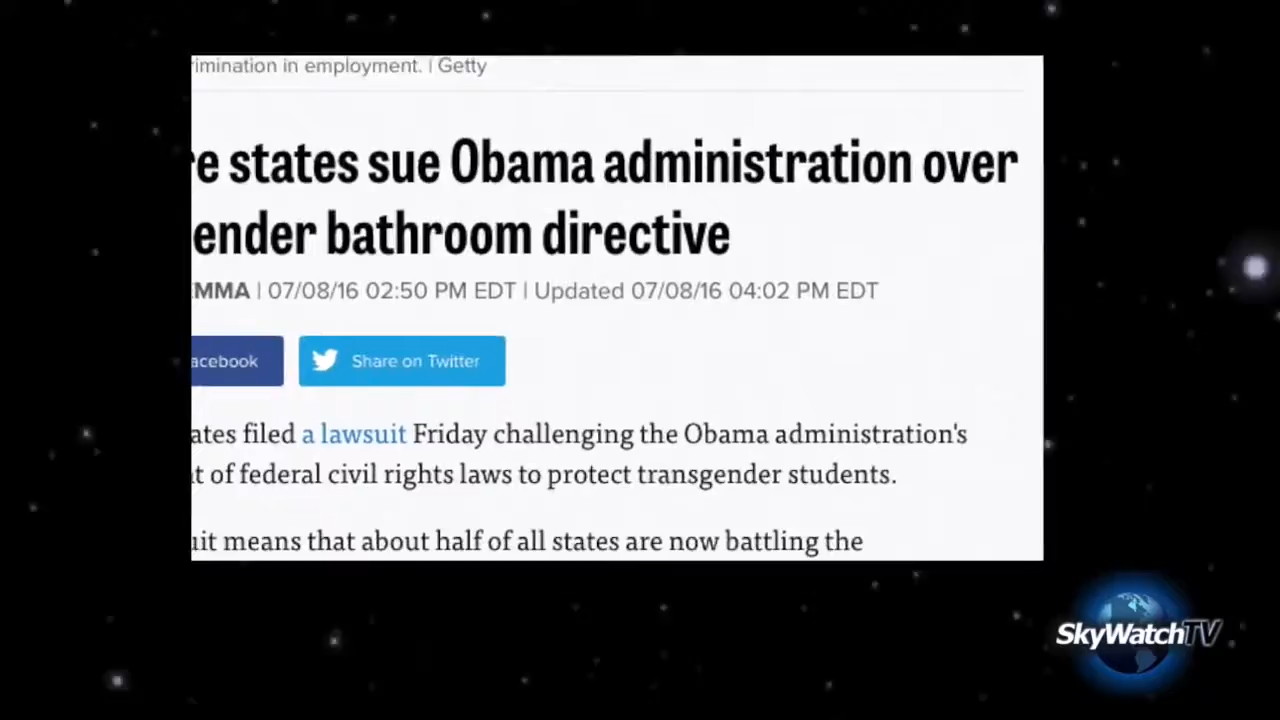 rimination in employment. | Getty
re states sue Obama administration over
ender bathroom directive
EMMA | 07/08/16 02:50 PM EDT | Updated 07/08/16 04:02 PM EDT
acebook
Share on Twitter
ates filed a lawsuit Friday challenging the Obama administration's
t of federal civil rights laws to protect transgender students.
uit means that about half of all states are now battling the
SkyWatchTV